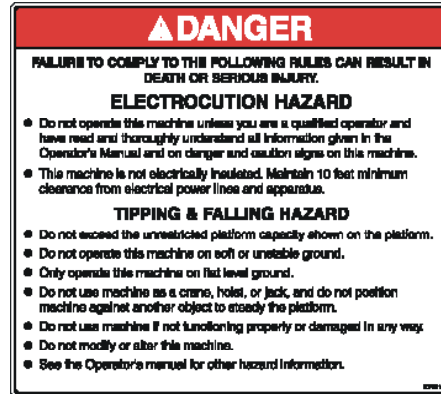 DANGER
FAILURE TO COMPLY TO THE FOLLOWING RULES CAN RESULT IN
DEATH OR SERIOUS INJURY.
ELECTROCUTION HAZARD
● Do not operate this machine unless you are a qualified operator and
have read and thoroughly understand all information given in the
Operator's Manual and on danger and caution signs on this machine.
● This machine is not electrically insulated. Maintain 10 feet minimum
clearance from electrical power lines and apparatus.
TIPPING & FALLING HAZARD
● Do not exceed the unrestricted platform capacity shown on the platform.
● Do not operate this machine on soft or unstable ground.
● Only operate this machine on flat level ground.
● Do not use machine as a crane, hoist, or jack, and do not position
machine against another object to steady the platform.
● Do not use machine if not functioning properly or damaged in any way.
● Do not modify or alter this machine.
● See the Operator's manual for other hazard information.